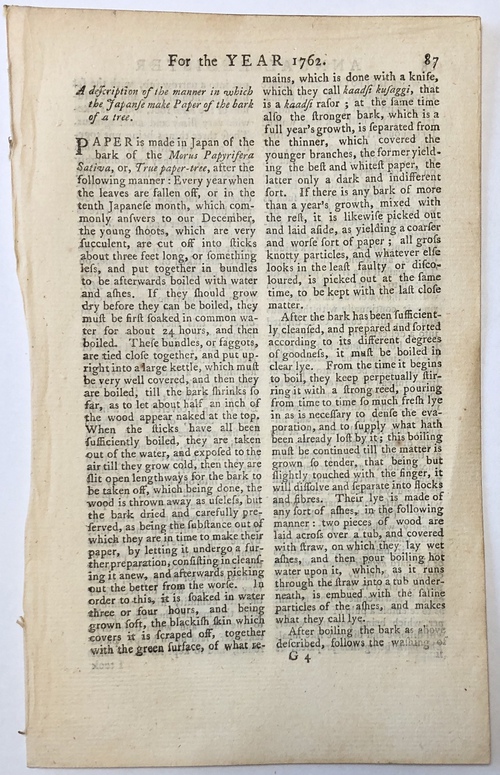 For the YEAR 1762. 87
A deſcription of the manner in which
the Japanſe make Paper of the bark
of a tree.
PAPER is made in Japan of the
bark of the Morus Papyrifera
Sativa, or, True paper-tree, after the
following manner: Every year when
the leaves are fallen off, or in the
tenth Japaneſe month, which com-
monly anſwers to our December,
the young ſhoots, which are very
ſucculent, are cut off into ſticks
about three feet long, or ſomething
leſs, and put together in bundles
to be afterwards boiled with water
and aſhes. If they ſhould grow
dry before they can be boiled, they
muſt be firſt ſoaked in common wa-
ter for about 24 hours, and then
boiled. Theſe bundles, or faggots,
are tied cloſe together, and put up-
right into a large kettle, which muſt
be very well covered, and then they
are boiled, till the bark ſhrinks ſo
far, as to let about half an inch of
the wood appear naked at the top.
When the ſticks have all been
ſufficiently boiled, they are taken
out of the water, and expoſed to the
air till they grow cold, then they are
ſlit open lengthways for the bark to
be taken off, which being done, the
wood is thrown away as uſeleſs, but
the bark dried and carefully pre-
ſerved, as being the ſubſtance out of
which they are in time to make their
paper, by letting it undergo a fur-
ther preparation, conſiſting in cleanſ-
ing it anew, and afterwards picking
out the better from the worſe. In
order to this, it is ſoaked in water
three or four hours, and being
grown ſoft, the blackiſh ſkin which
covers it is ſcraped off, together
with the green ſurface, of what re-
mains, which is done with a knife,
which they call kaadſi kuſaggi, that
is a kaadſi raſor; at the ſame time
alſo the ſtronger bark, which is a
full year's growth, is ſeparated from
the thinner, which covered the
younger branches, the former yield-
ing the beſt and whiteſt paper, the
latter only a dark and indifferent
ſort. If there is any bark of more
than a year's growth, mixed with
the reſt, it is likewiſe picked out
and laid aſide, as yielding a coarſer
and worſe ſort of paper; all groſs
knotty particles, and whatever elſe
looks in the leaſt faulty or diſco-
loured, is picked out at the ſame
time, to be kept with the laſt cloſe
matter.
After the bark has been ſufficient-
ly cleanſed, and prepared and ſorted
according to its different degrees
of goodneſs, it muſt be boiled in
clear lye. From the time it begins
to boil, they keep perpetually ſtir-
ring it with a ſtrong reed, pouring
from time to time ſo much freſh lye
in as is neceſſary to denſe the eva-
poration, and to ſupply what hath
been already loſt by it; this boiling
muſt be continued till the matter is
grown ſo tender, that being but
ſlightly touched with the finger, it
will diſſolve and ſeparate into flocks
and fibres. Their lye is made of
any ſort of aſhes, in the following
manner: two pieces of wood are
laid acroſs over a tub, and covered
with ſtraw, on which they lay wet
aſhes, and then pour boiling hot
water upon it, which, as it runs
through the ſtraw into a tub under-
neath, is embued with the ſaline
particles of the aſhes, and makes
what they call lye.
After boiling the bark as above
deſcribed, follows the waſhing of
G 4